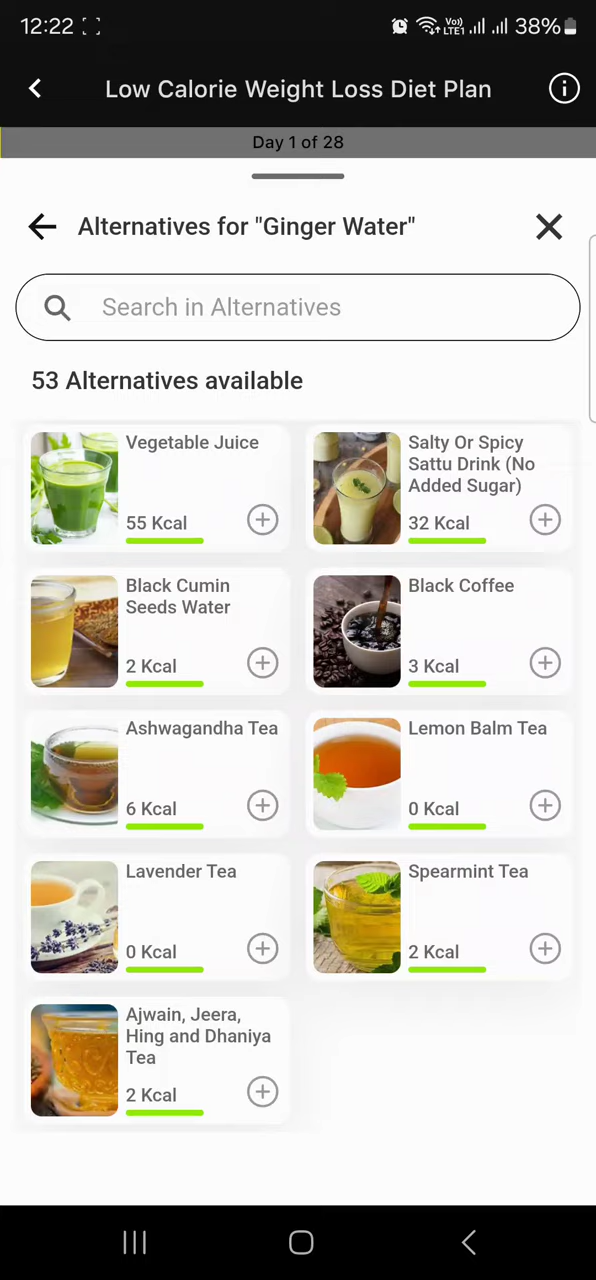 12:22
Vo)) LTE1 38%
Low Calorie Weight Loss Diet Plan
Day 1 of 28
Alternatives for "Ginger Water"
Search in Alternatives
53 Alternatives available
Vegetable Juice
55 Kcal
Salty Or Spicy
Sattu Drink (No
Added Sugar)
32 Kcal
Black Cumin
Seeds Water
2 Kcal
Black Coffee
3 Kcal
Ashwagandha Tea
6 Kcal
Lemon Balm Tea
0 Kcal
Lavender Tea
0 Kcal
Spearmint Tea
2 Kcal
Ajwain, Jeera,
Hing and Dhaniya
Tea
2 Kcal